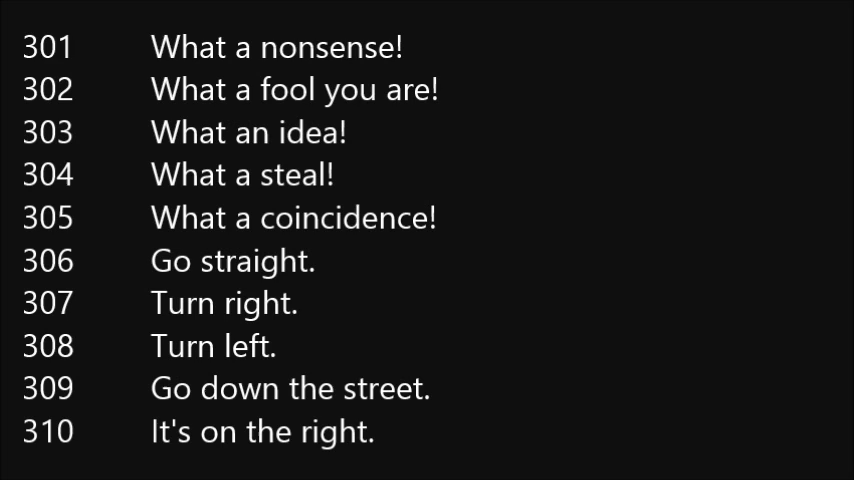 301 What a nonsense!
302 What a fool you are!
303 What an idea!
304 What a steal!
305 What a coincidence!
306 Go straight.
307 Turn right.
308 Turn left.
309 Go down the street.
310 It's on the right.